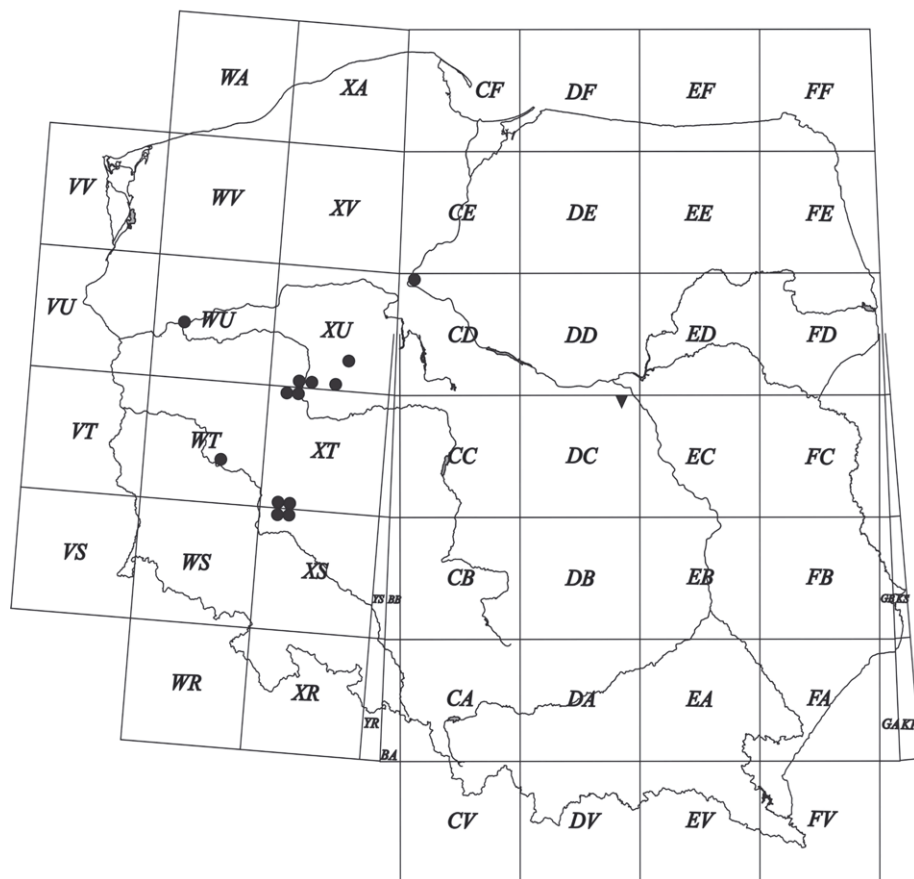 WA XA CF DF EF FF
VV WV XV CE DE EE FE
VU WU XU CD DD ED FD
VT WT XT CC DC EC FC
VS WS XS YS BB CB DB EB FB GB
WR XR YR BA CA DA EA FA GA
CV DV EV FV